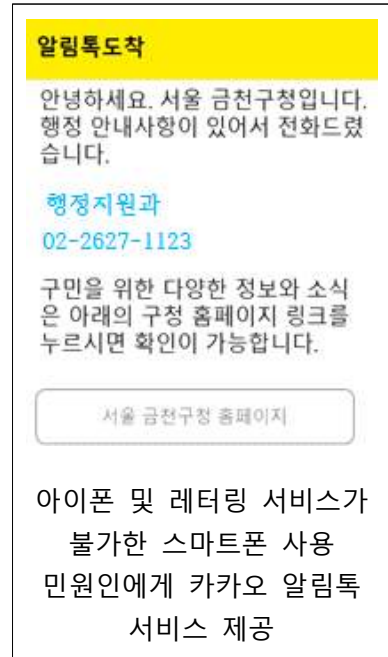 알림톡도착
안녕하세요. 서울 금천구청입니다.
행정 안내사항이 있어서 전화드렸
습니다.
행정지원과
02-2627-1123
구민을 위한 다양한 정보와 소식
은 아래의 구청 홈페이지 링크를
누르시면 확인이 가능합니다.
서울 금천구청 홈페이지
아이폰 및 레터링 서비스가
불가한 스마트폰 사용
민원인에게 카카오 알림톡
서비스 제공